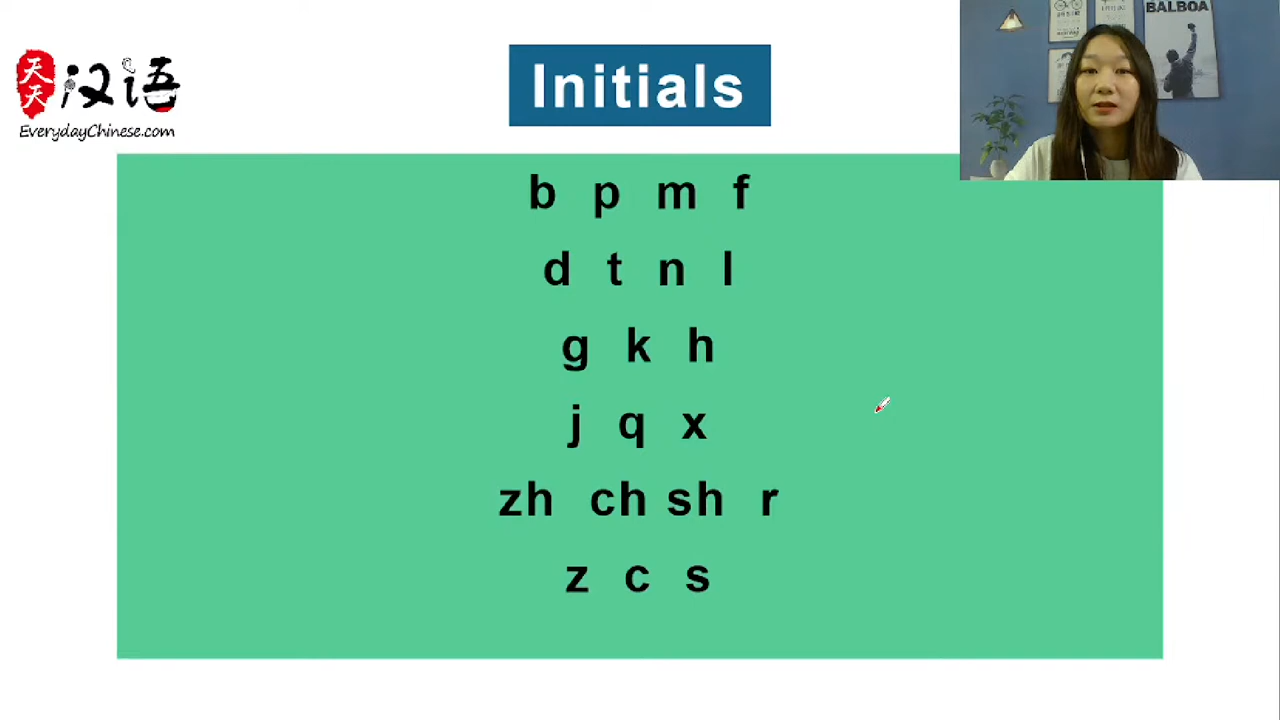 天天
汉语
EverydayChinese.com
Initials
BALBOA
b p m f
d t n l
g k h
j q x
zh ch sh r
z c s